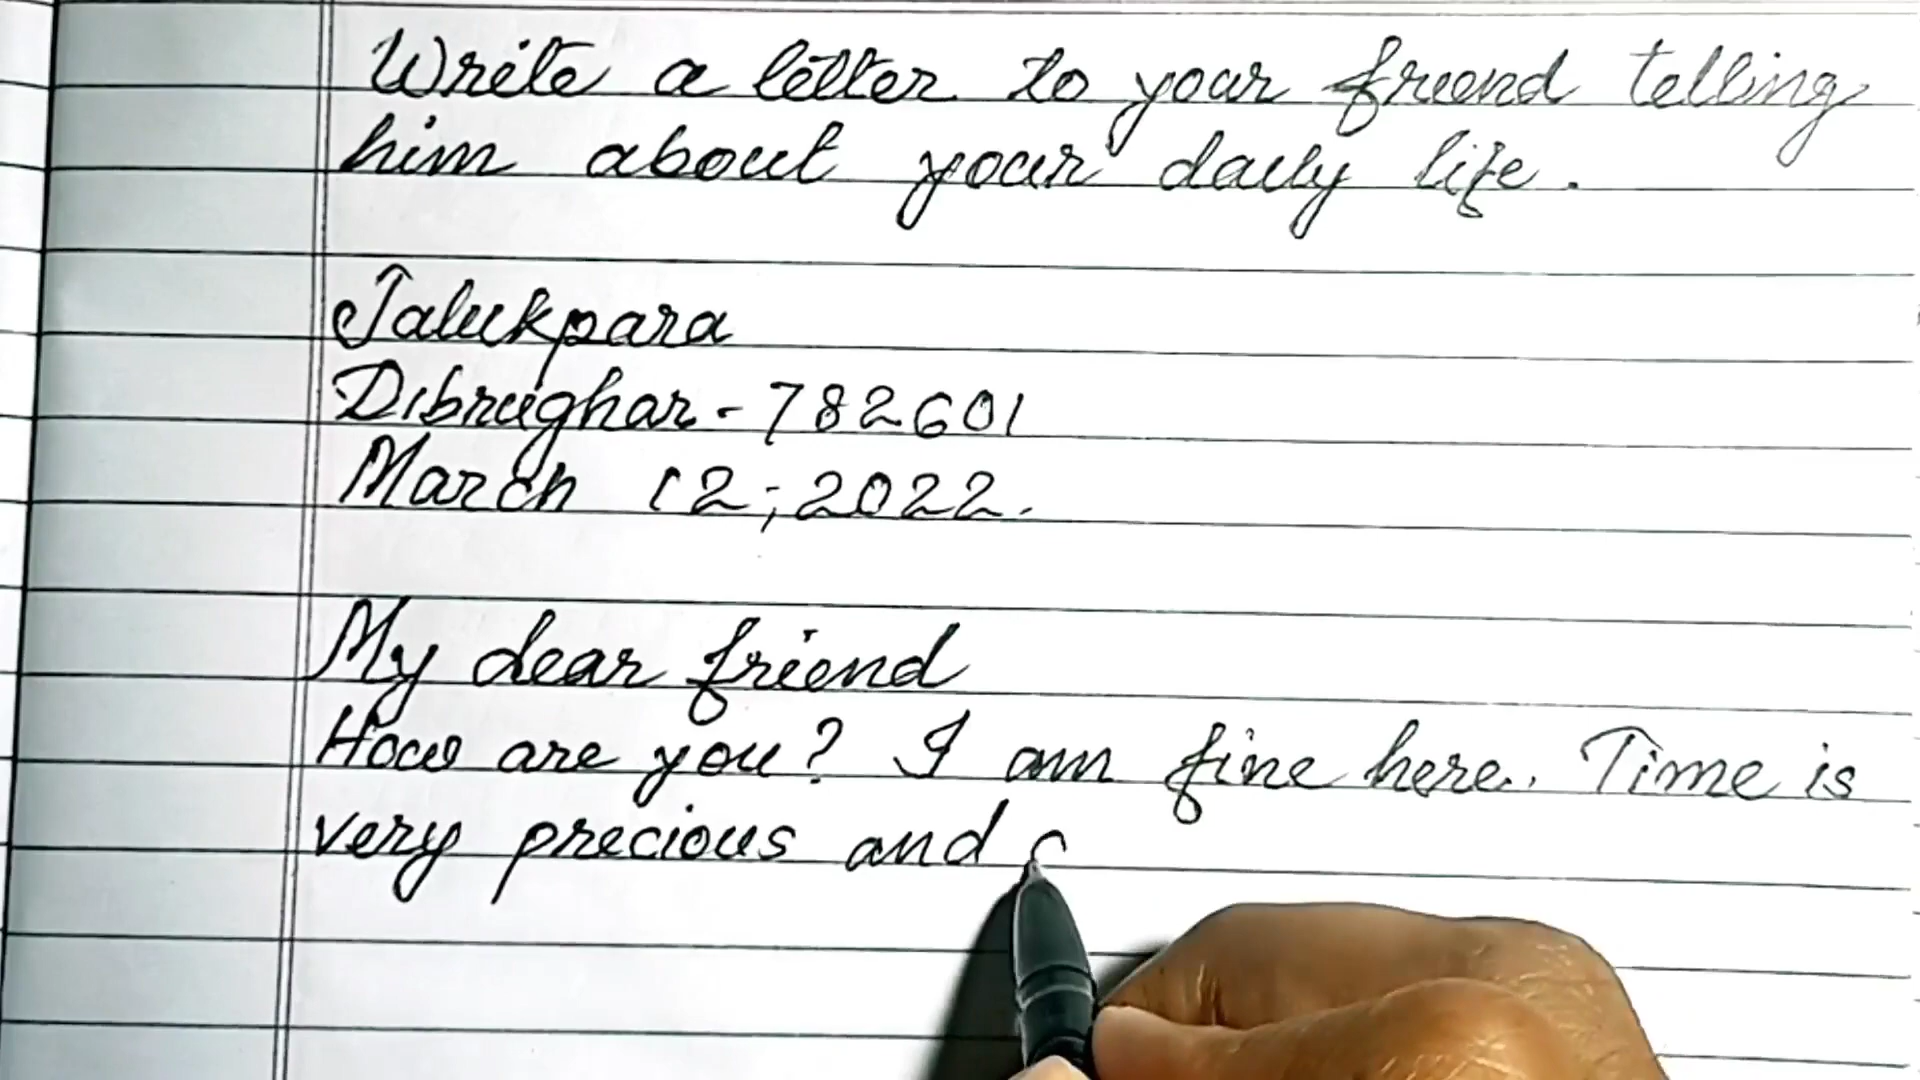 Write a letter to your friend telling
him about your daily life.
Talukpara
Dibrughar - 782601
March 12, 2022.
My dear friend
How are you? I am fine here. Time is
very precious and